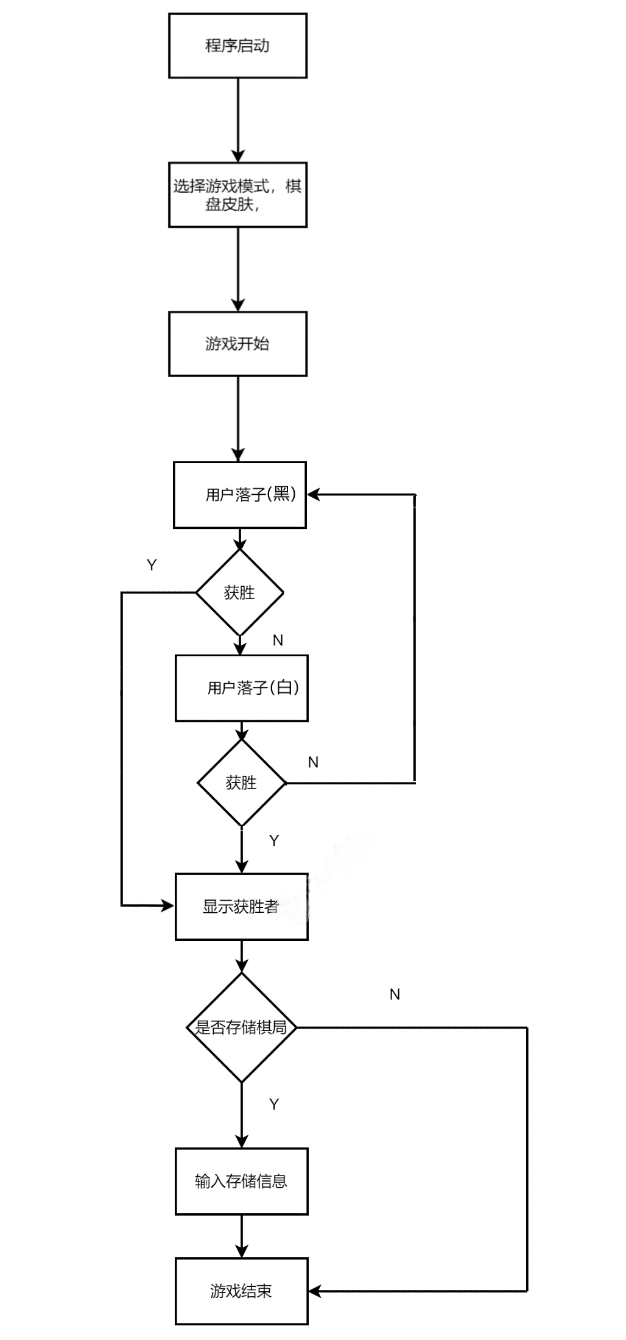 程序启动
选择游戏模式，棋
盘皮肤，
游戏开始
用户落子(黑)
Y
获胜
N
用户落子(白)
N
获胜
Y
显示获胜者
N
是否存储棋局
Y
输入存储信息
游戏结束